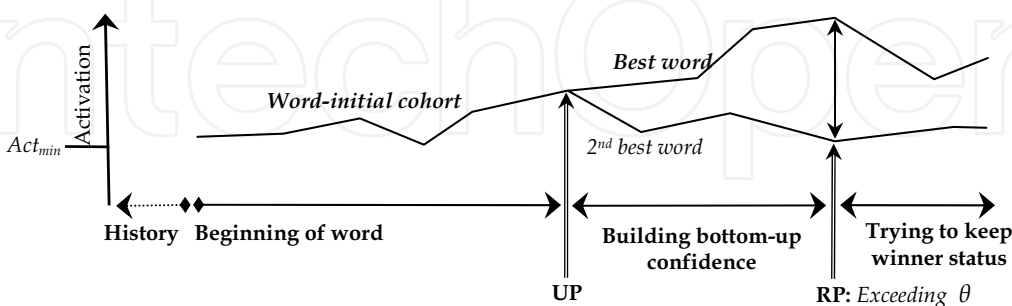 Activation
Act_min
Word-initial cohort
Best word
2nd best word
History
Beginning of word
Building bottom-up
confidence
Trying to keep
winner status
UP
RP: Exceeding θ